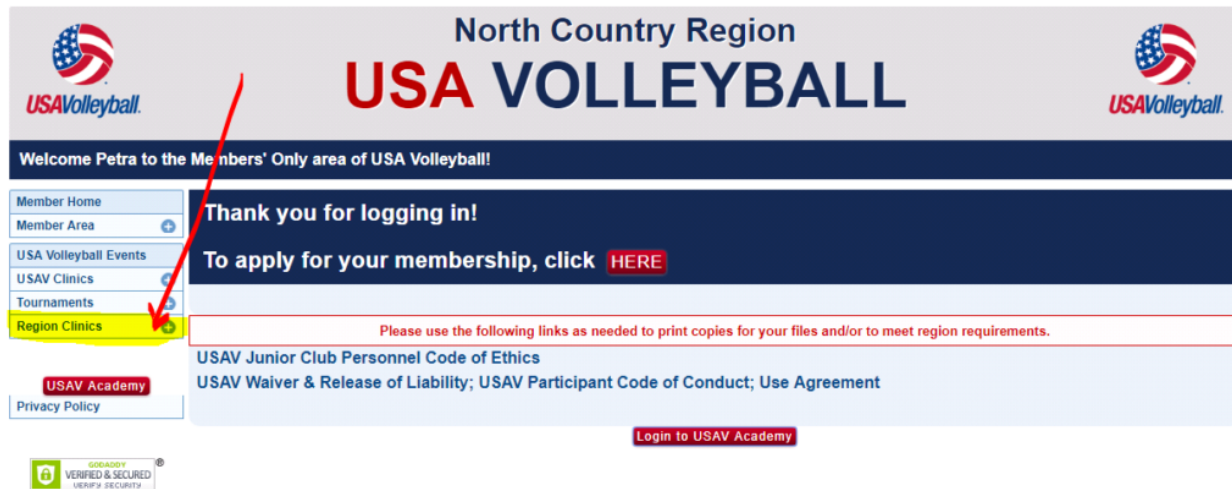 North Country Region
USA VOLLEYBALL
USAVolleyball.
USAVolleyball.
Welcome Petra to the Members' Only area of USA Volleyball!
Member Home
Member Area
USA Volleyball Events
USAV Clinics
Tournaments
Region Clinics
USAV Academy
Privacy Policy
Thank you for logging in!
To apply for your membership, click HERE
Please use the following links as needed to print copies for your files and/or to meet region requirements.
USAV Junior Club Personnel Code of Ethics
USAV Waiver & Release of Liability; USAV Participant Code of Conduct; Use Agreement
Login to USAV Academy
GODADDY
VERIFIED & SECURED
VERIFY SECURITY